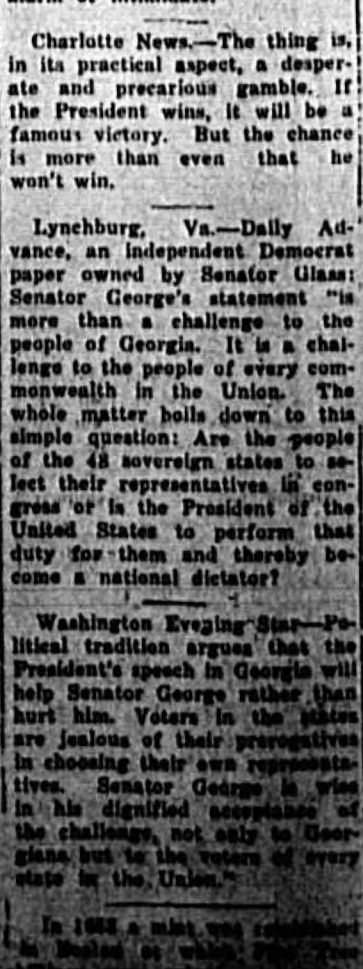 Charlotte News.—The thing is,
in its practical aspect, a desper-
ate and precarious gamble. If
the President wins, it will be a
famous victory. But the chance
is more than even that he
won't win.
Lynchburg, Va.—Daily Ad-
vance, an independent Democrat
paper owned by Senator Glass:
Senator George's statement "is
more than a challenge to the
people of Georgia. It is a chal-
lenge to the people of every com-
monwealth in the Union. The
whole matter boils down to this
simple question: Are the people
of the 48 sovereign states to se-
lect their representatives in con-
gress or is the President of the
United States to perform that
duty for them and thereby be-
come a national dictator?
Washington Evening Star—Po-
litical tradition argues that the
President's speech in Georgia will
help Senator George rather than
hurt him. Voters in the states
are jealous of their prerogatives
in choosing their own representa-
tives. Senator George is wise
in his dignified acceptance of
the challenge, not only to Geor-
gians but to the voters of every
state in the Union."
In a mint was
in